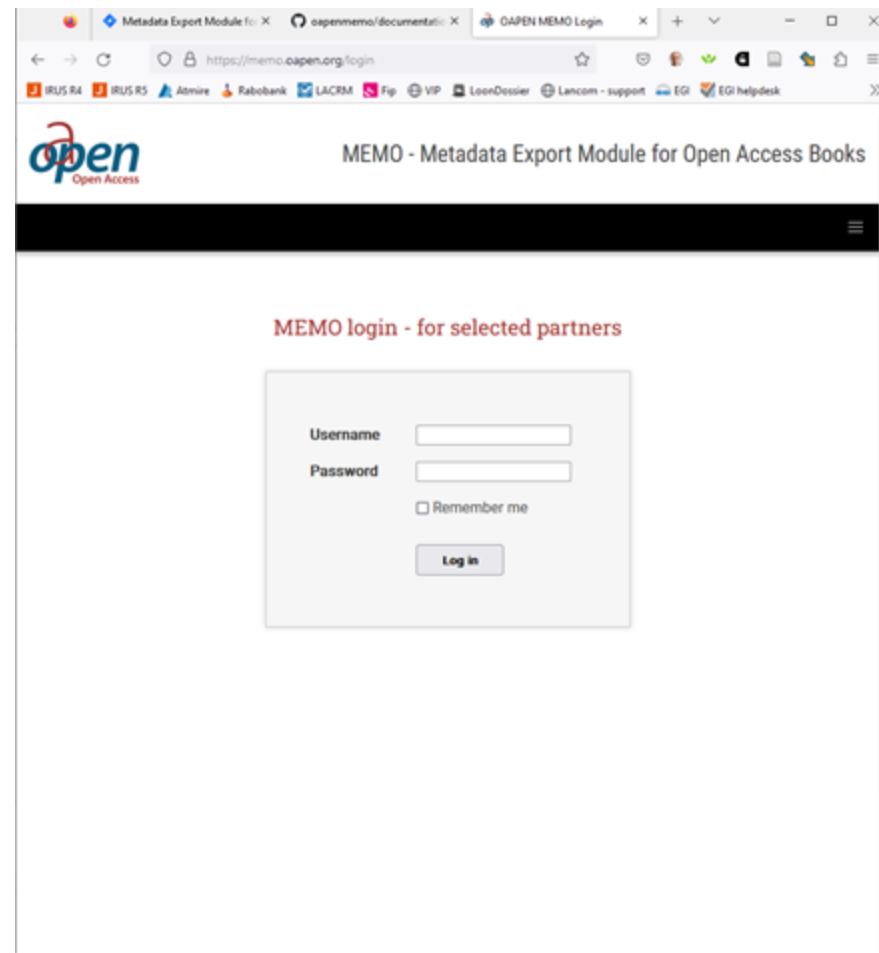 Metadata Export Module for
oapenmemo/documentatio
OAPEN MEMO Login
https://memo.oapen.org/login
IRUS R4 IRUS R5 Atmire Rabobank LACRM Fip VIP LoonDossier Lancom - support EGI EGI helpdesk
open
Open Access
MEMO - Metadata Export Module for Open Access Books
MEMO login - for selected partners
Username
Password
Remember me
Log in